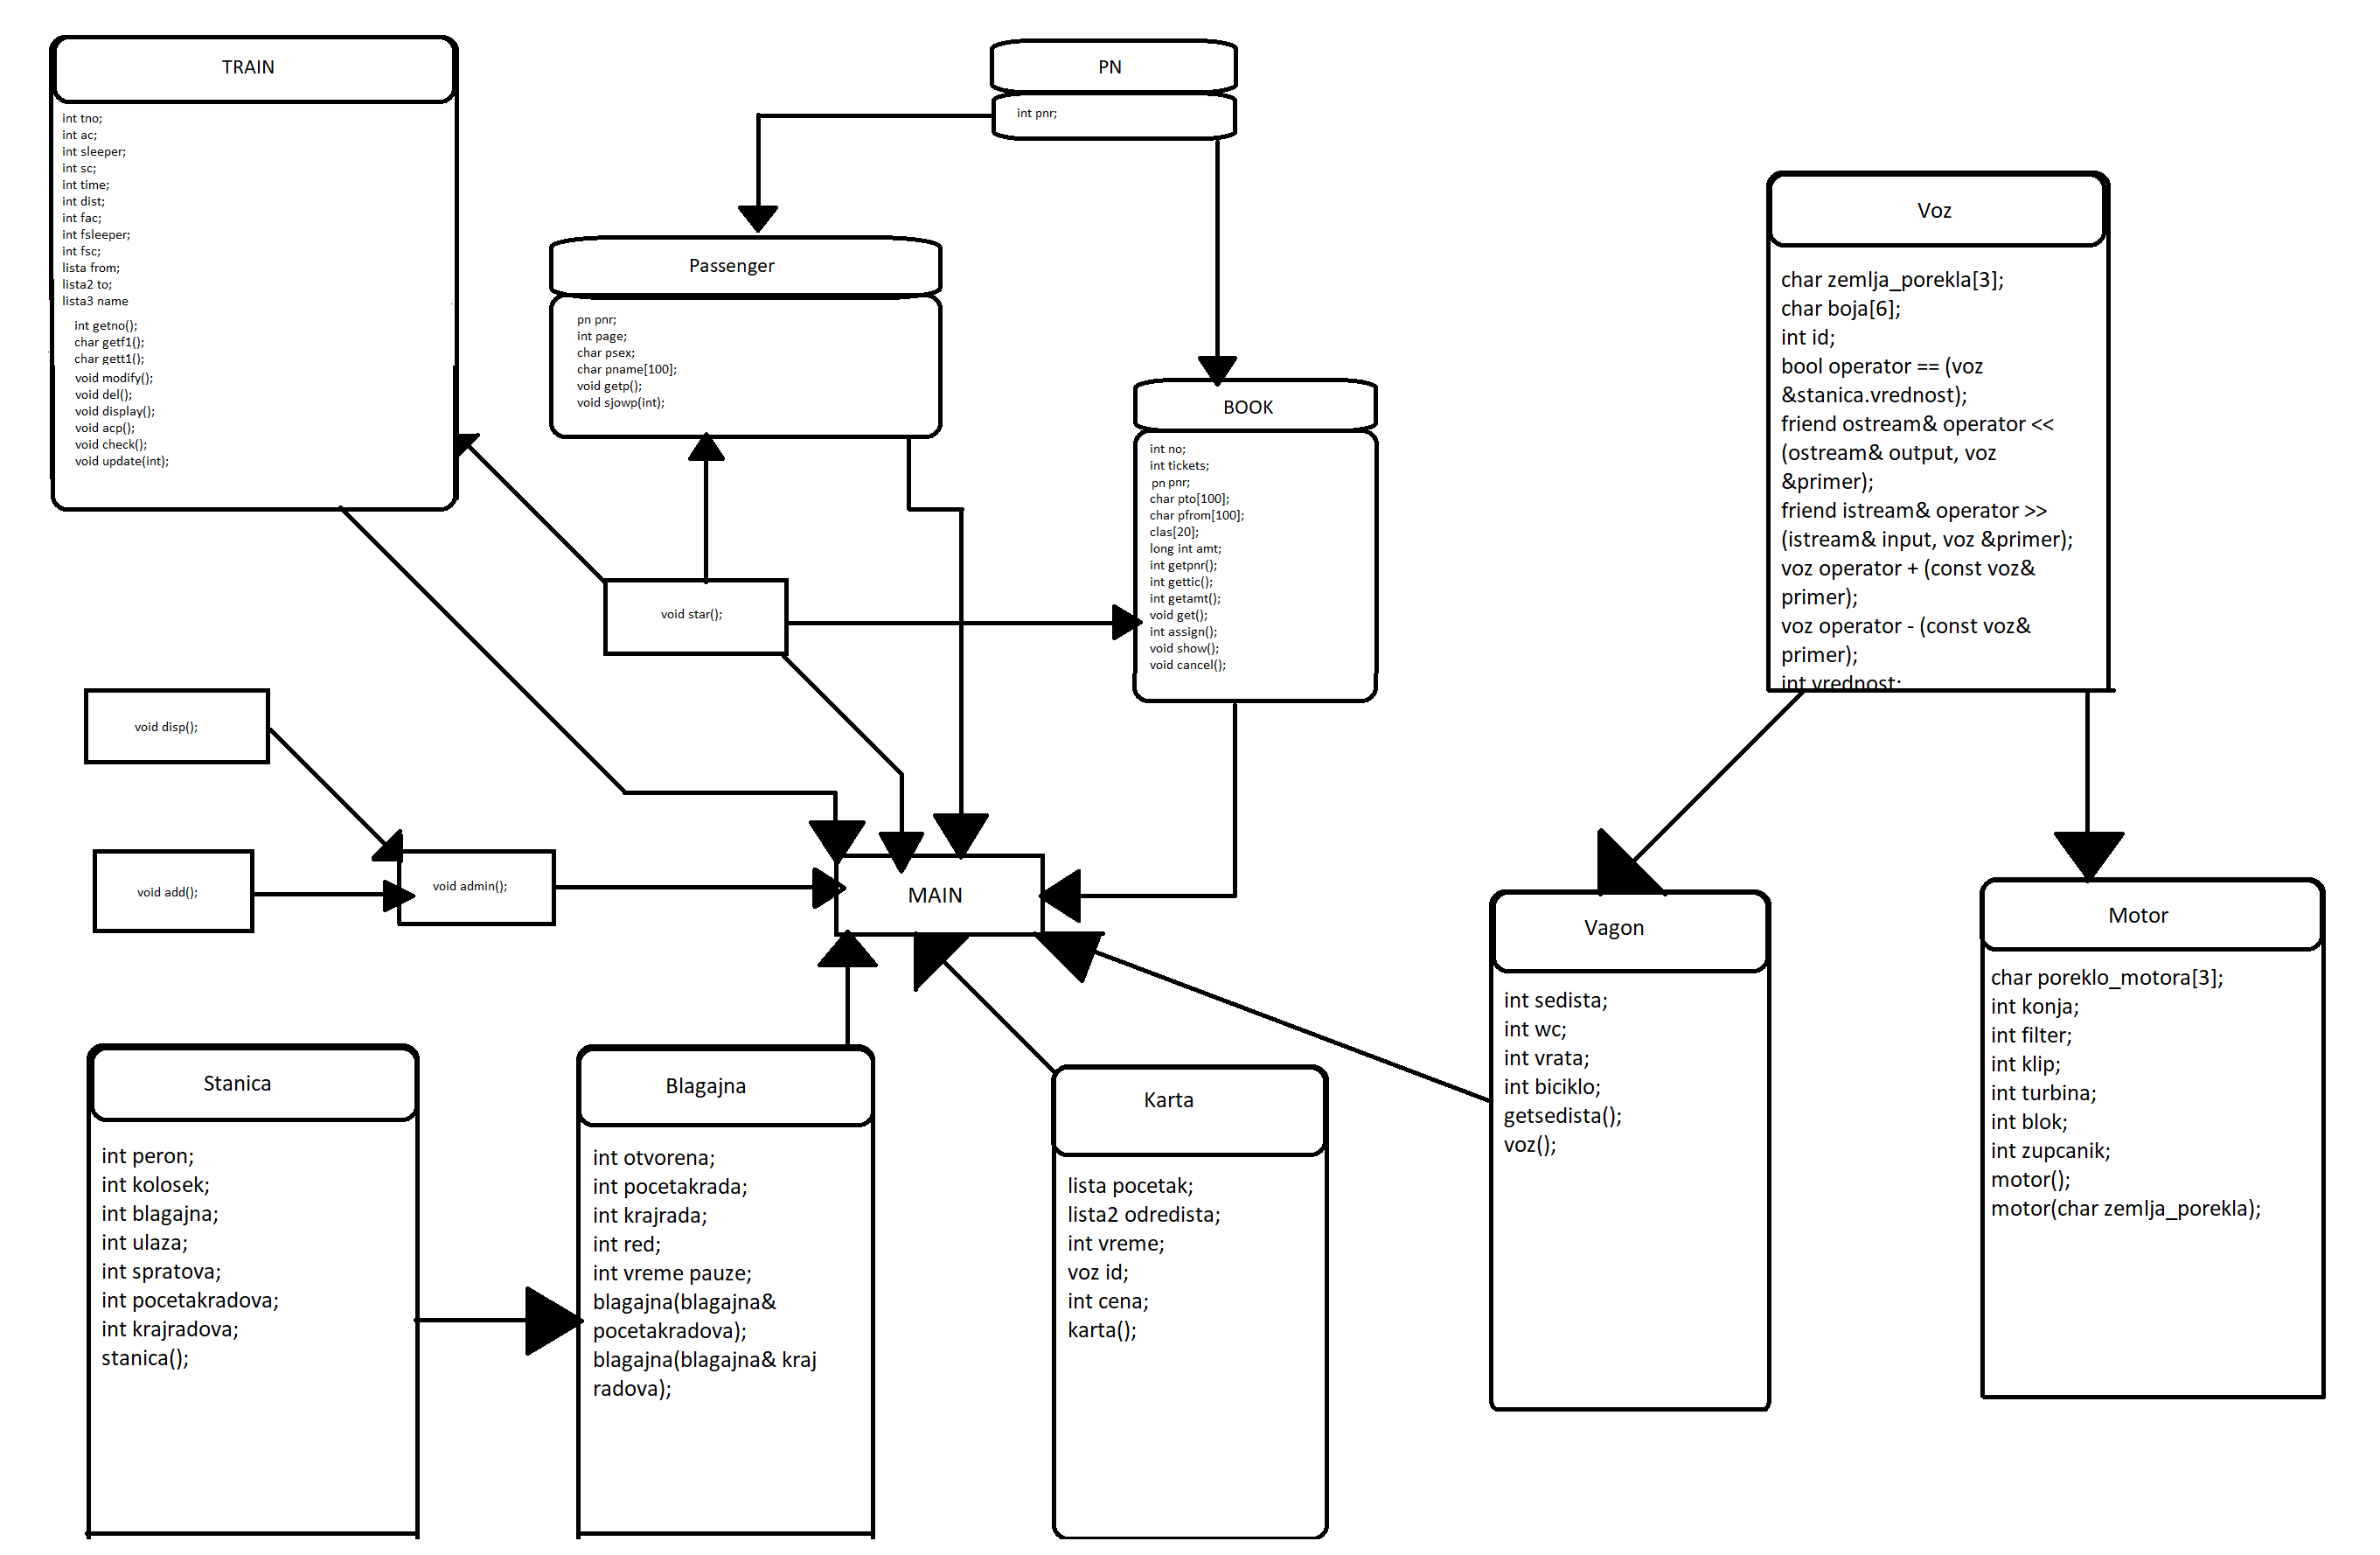 TRAIN
int tno;
int ac;
int sleeper;
int sc;
int time;
int dist;
int fac;
int fsleeper;
int fsc;
lista from;
lista2 to;
lista3 name
int getno();
char getf1();
char gett1();
void modify();
void del();
void display();
void acp();
void check();
void update(int);
PN
int pnr;
Passenger
pn pnr;
int page;
char psex;
char pname[100];
void getp();
void sjowp(int);
BOOK
int no;
int tickets;
pn pnr;
char pto[100];
char pfrom[100];
clas[20];
long int amt;
int getpnr();
int gettic();
int getamt();
void get();
int assign();
void show();
void cancel();
Voz
char zemlja_porekla[3];
char boja[6];
int id;
bool operator == (voz
&stanica.vrednost);
friend ostream& operator <<
(ostream& output, voz
&primer);
friend istream& operator >>
(istream& input, voz &primer);
voz operator + (const voz&
primer);
voz operator - (const voz&
primer);
int vrednost;
void star();
void disp();
void add();
void admin();
MAIN
Stanica
int peron;
int kolosek;
int blagajna;
int ulaza;
int spratova;
int pocetakradova;
int krajradova;
stanica();
Blagajna
int otvorena;
int pocetakrada;
int krajrada;
int red;
int vreme pauze;
blagajna(blagajna&
pocetakradova);
blagajna(blagajna& kraj
radova);
Karta
lista pocetak;
lista2 odredista;
int vreme;
voz id;
int cena;
karta();
Vagon
int sedista;
int wc;
int vrata;
int biciklo;
getsedista();
voz();
Motor
char poreklo_motora[3];
int konja;
int filter;
int klip;
int turbina;
int blok;
int zupcanik;
motor();
motor(char zemlja_porekla);